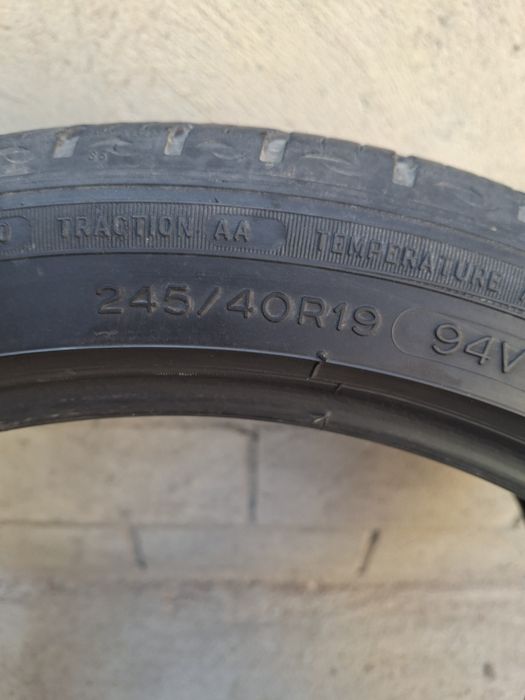 TRACTION AA TEMPERATURE
245/40R19 94V